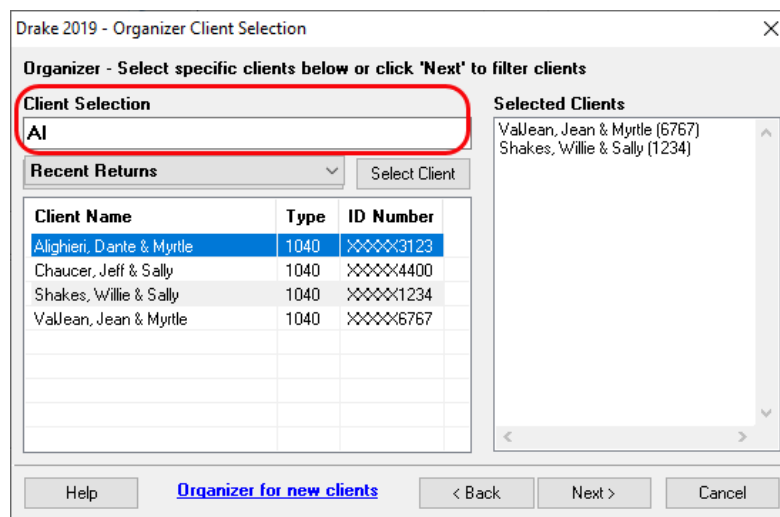 Drake 2019 - Organizer Client Selection
Organizer - Select specific clients below or click 'Next' to filter clients
Client Selection
Al
Recent Returns
Select Client
Client Name Type ID Number
Alighieri, Dante & Myrtle 1040 XXXXX3123
Chaucer, Jeff & Sally 1040 XXXXX4400
Shakes, Willie & Sally 1040 XXXXX1234
ValJean, Jean & Myrtle 1040 XXXXX6767
Selected Clients
ValJean, Jean & Myrtle (6767)
Shakes, Willie & Sally (1234)
Help
Organizer for new clients
< Back
Next >
Cancel